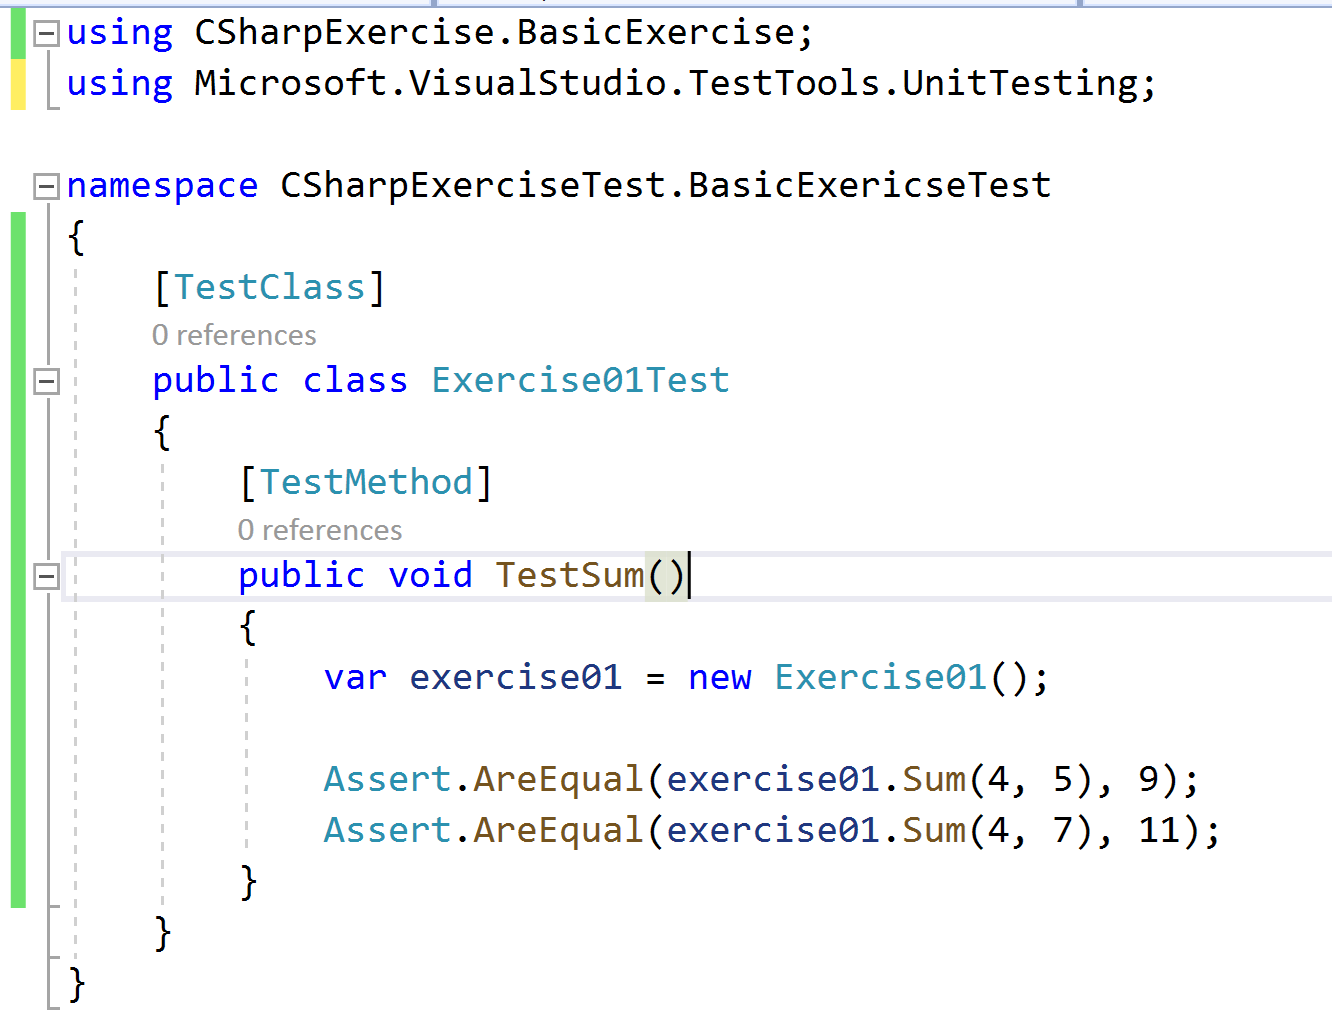 using CSharpExercise.BasicExercise;
using Microsoft.VisualStudio.TestTools.UnitTesting;
namespace CSharpExerciseTest.BasicExericseTest
{
[TestClass]
0 references
public class Exercise01Test
{
[TestMethod]
0 references
public void TestSum()
{
var exercise01 = new Exercise01();
Assert.AreEqual(exercise01.Sum(4, 5), 9);
Assert.AreEqual(exercise01.Sum(4, 7), 11);
}
}
}